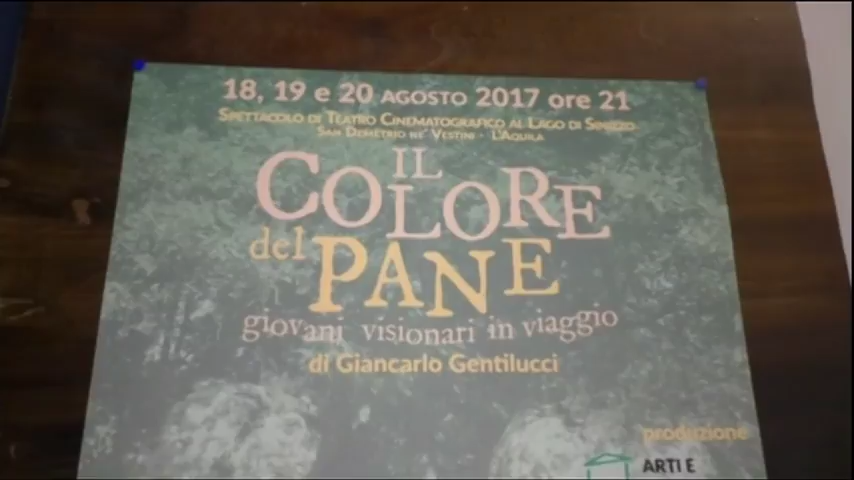 18, 19 e 20 AGOSTO 2017 ore 21
SPETTACOLO DI TEATRO CINEMATOGRAFICO AL LAGO DI SINIZZO
SAN DEMETRIO NE' VESTINI - L'AQUILA
IL
COLORE
del PANE
giovani visionari in viaggio
di Giancarlo Gentilucci
produzione
ARTI E